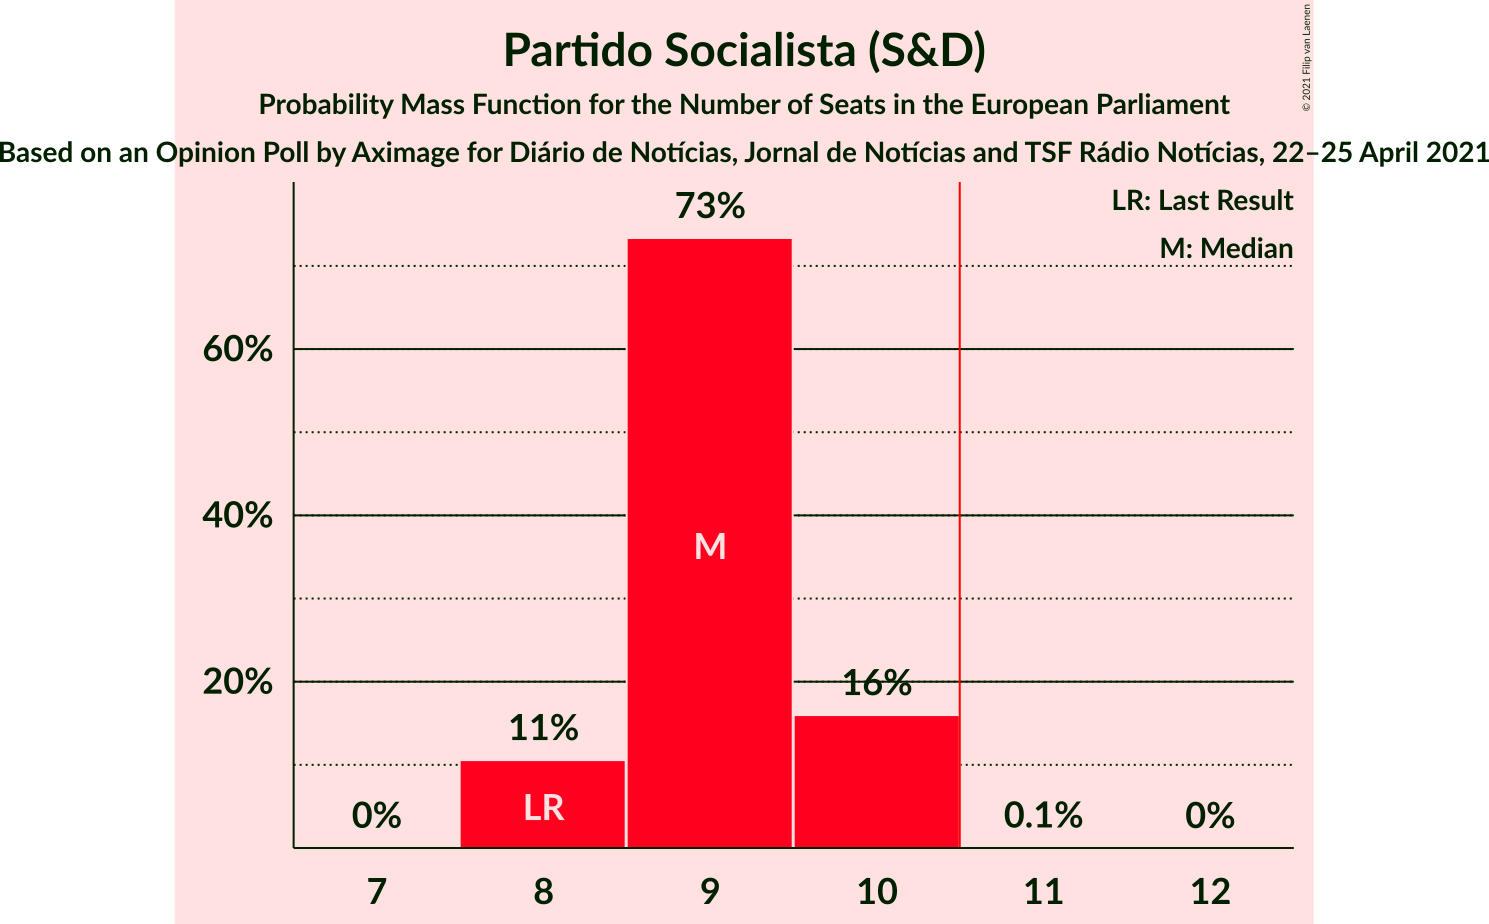 Partido Socialista (S&D)
Probability Mass Function for the Number of Seats in the European Parliament
Based on an Opinion Poll by Aximage for Diário de Notícias, Jornal de Notícias and TSF Rádio Notícias, 22–25 April 2021
© 2021 Filip van Laenen
LR: Last Result
M: Median
73%
60%
40%
20%
M
16%
11%
LR
0%
0.1%
0%
7 8 9 10 11 12